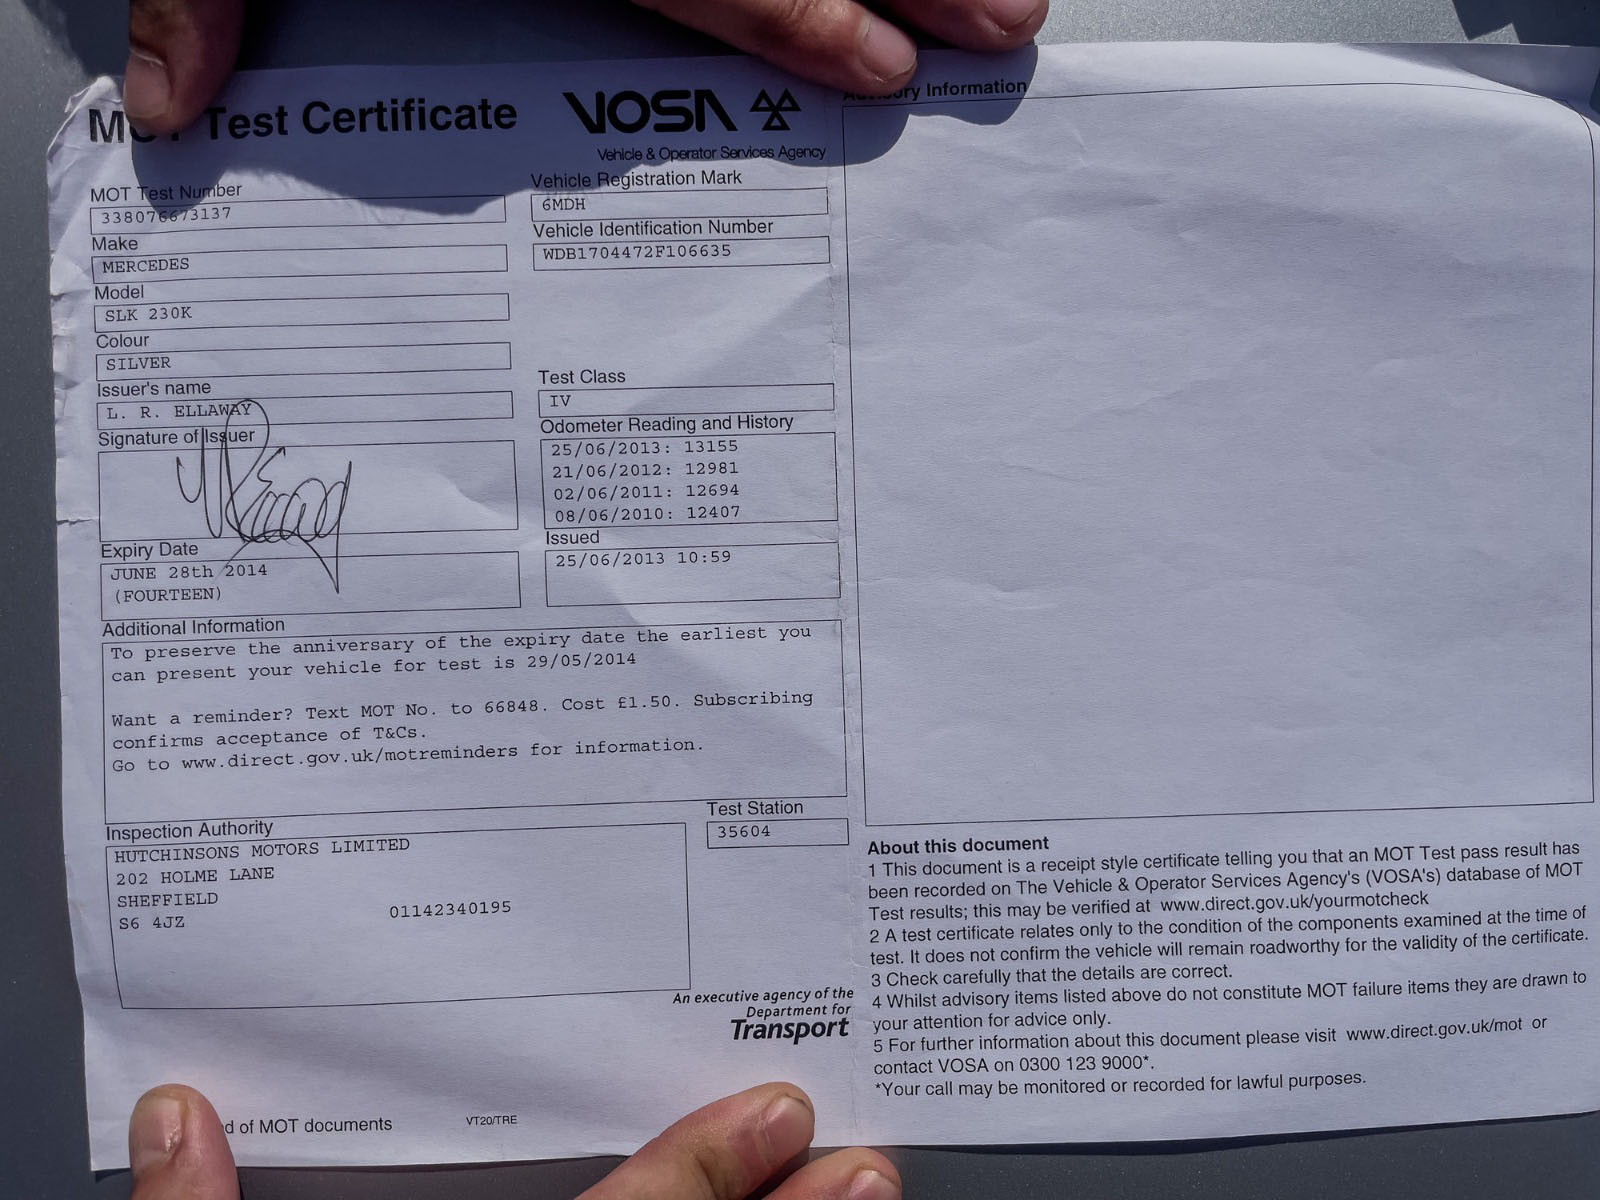 MOT Test Certificate
VOSA
Vehicle & Operator Services Agency
MOT Test Number
338076673137
Vehicle Registration Mark
6MDH
Make
MERCEDES
Vehicle Identification Number
WDB1704472F106635
Model
SLK 230K
Colour
SILVER
Issuer's name
L. R. ELLAWAY
Test Class
IV
Signature of Issuer
Odometer Reading and History
25/06/2013: 13155
21/06/2012: 12981
02/06/2011: 12694
08/06/2010: 12407
Expiry Date
JUNE 28th 2014
(FOURTEEN)
Issued
25/06/2013 10:59
Additional Information
To preserve the anniversary of the expiry date the earliest you
can present your vehicle for test is 29/05/2014
Want a reminder? Text MOT No. to 66848. Cost £1.50. Subscribing
confirms acceptance of T&Cs.
Go to www.direct.gov.uk/motreminders for information.
Inspection Authority
HUTCHINSONS MOTORS LIMITED
202 HOLME LANE
SHEFFIELD
S6 4JZ 01142340195
Test Station
35604
An executive agency of the
Department for
Transport
of MOT documents VT20/TRE
Advisory Information
About this document
1 This document is a receipt style certificate telling you that an MOT Test pass result has
been recorded on The Vehicle & Operator Services Agency's (VOSA's) database of MOT
Test results; this may be verified at www.direct.gov.uk/yourmotcheck
2 A test certificate relates only to the condition of the components examined at the time of
test. It does not confirm the vehicle will remain roadworthy for the validity of the certificate.
3 Check carefully that the details are correct.
4 Whilst advisory items listed above do not constitute MOT failure items they are drawn to
your attention for advice only.
5 For further information about this document please visit www.direct.gov.uk/mot or
contact VOSA on 0300 123 9000*.
*Your call may be monitored or recorded for lawful purposes.